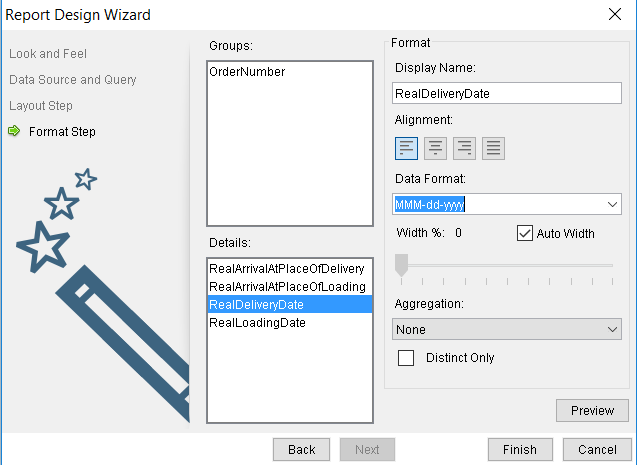 Report Design Wizard
Look and Feel
Data Source and Query
Layout Step
Format Step
Groups:
OrderNumber
Details:
RealArrivalAtPlaceOfDelivery
RealArrivalAtPlaceOfLoading
RealDeliveryDate
RealLoadingDate
Format
Display Name:
RealDeliveryDate
Alignment:
Data Format:
MMM-dd-yyyy
Width %: 0 Auto Width
Aggregation:
None
Distinct Only
Preview
Back Next Finish Cancel